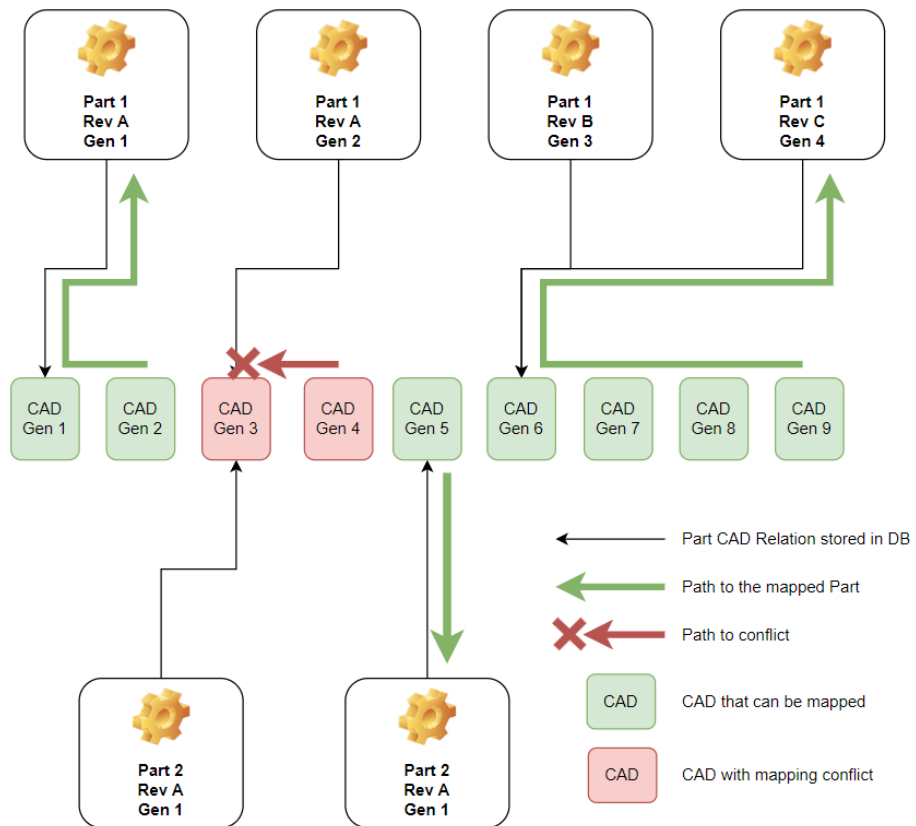 Part 1
Rev A
Gen 1
Part 1
Rev A
Gen 2
Part 1
Rev B
Gen 3
Part 1
Rev C
Gen 4
CAD
Gen 1
CAD
Gen 2
CAD
Gen 3
CAD
Gen 4
CAD
Gen 5
CAD
Gen 6
CAD
Gen 7
CAD
Gen 8
CAD
Gen 9
Part CAD Relation stored in DB
Path to the mapped Part
Path to conflict
CAD
CAD that can be mapped
CAD
CAD with mapping conflict
Part 2
Rev A
Gen 1
Part 2
Rev A
Gen 1